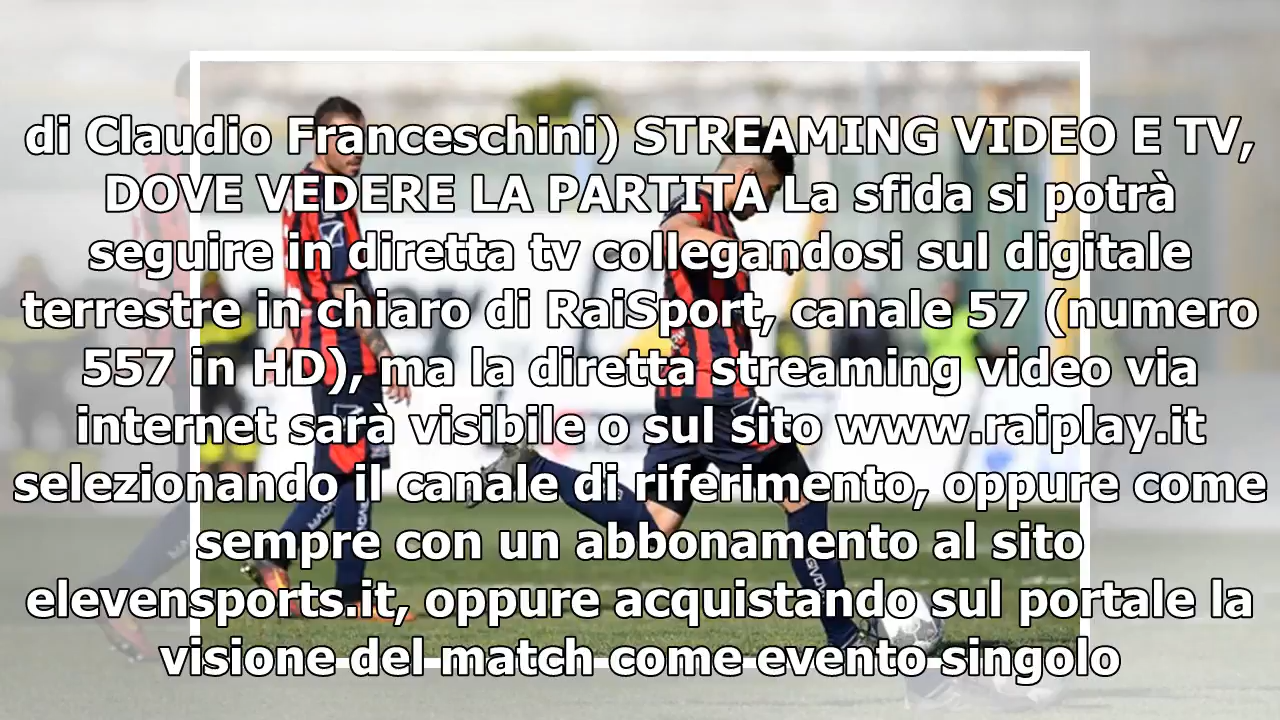 di Claudio Franceschini) STREAMING VIDEO E TV,
DOVE VEDERE LA PARTITA La sfida si potrà
seguire in diretta tv collegandosi sul digitale
terrestre in chiaro di RaiSport, canale 57 (numero
557 in HD), ma la diretta streaming video via
internet sarà visibile o sul sito www.raiplay.it
selezionando il canale di riferimento, oppure come
sempre con un abbonamento al sito
elevensports.it, oppure acquistando sul portale la
visione del match come evento singolo